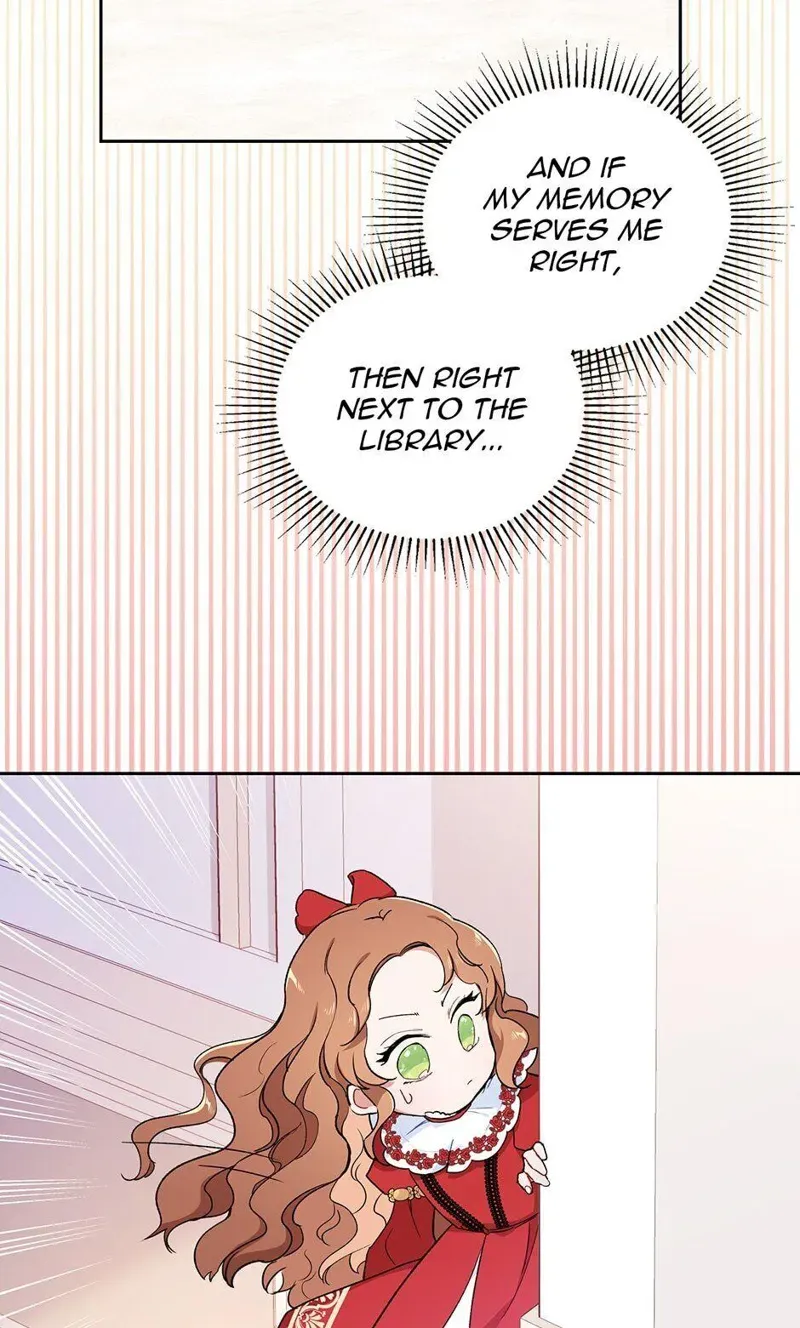 AND IF
MY MEMORY
SERVES ME
RIGHT,
THEN RIGHT
NEXT TO THE
LIBRARY...